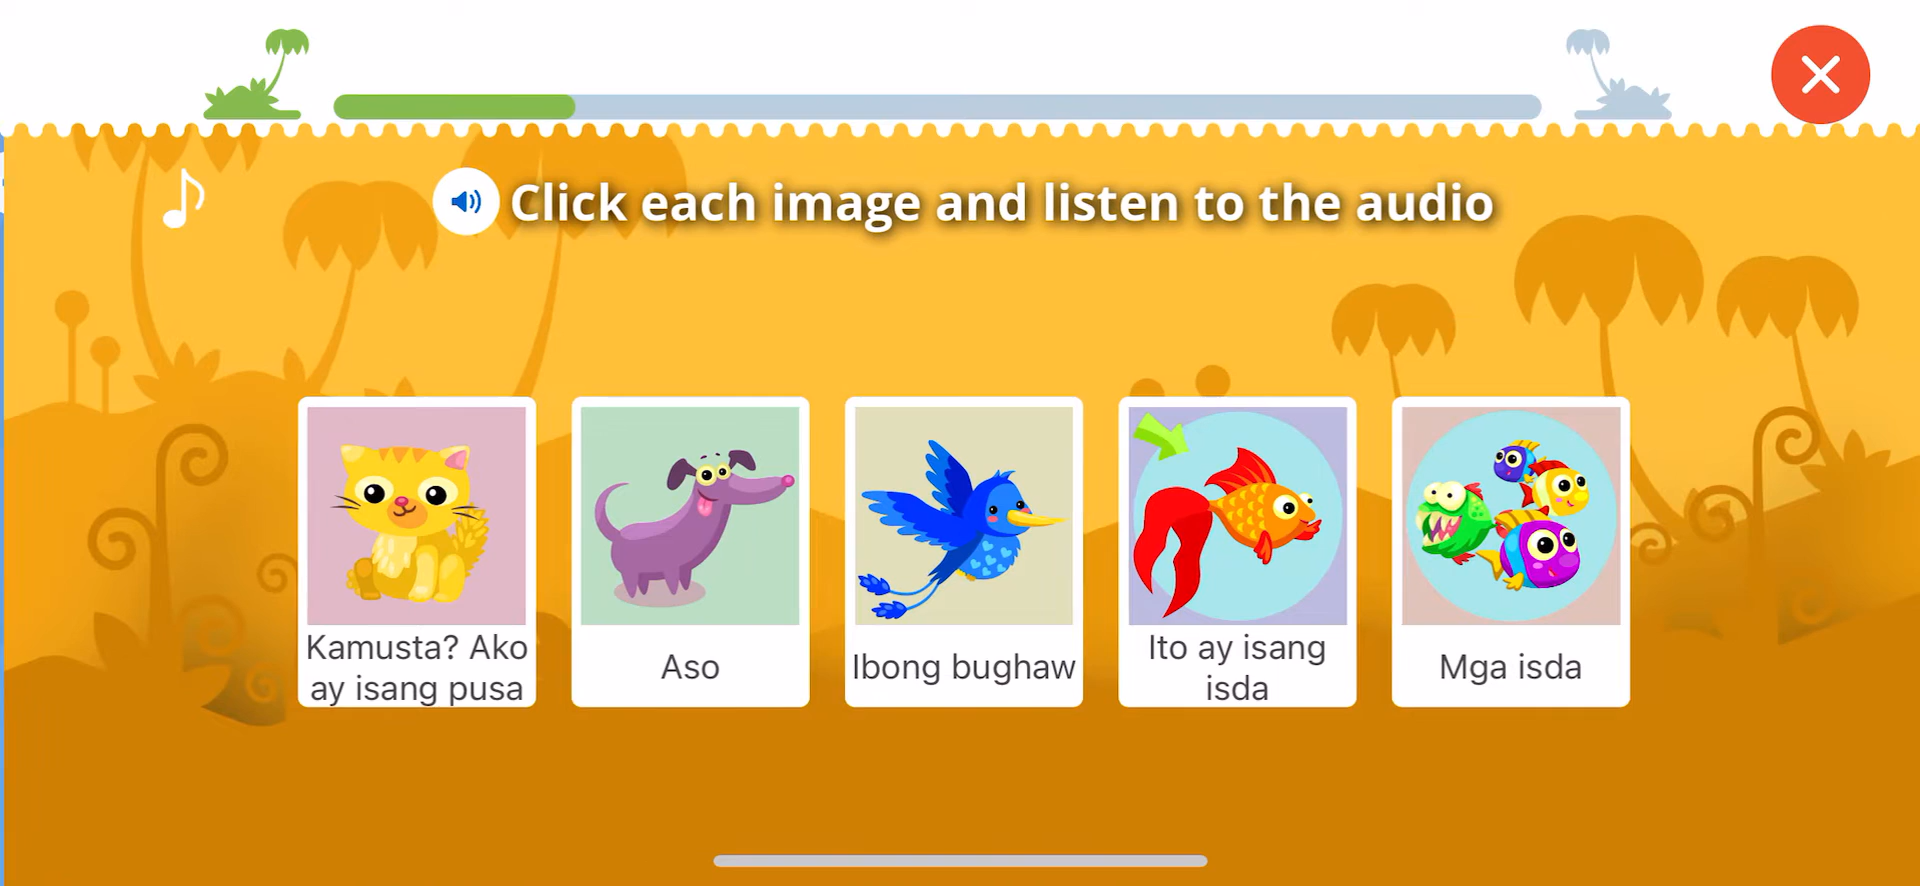 Click each image and listen to the audio
Kamusta? Ako
ay isang pusa
Aso
Ibong bughaw
Ito ay isang
isda
Mga isda